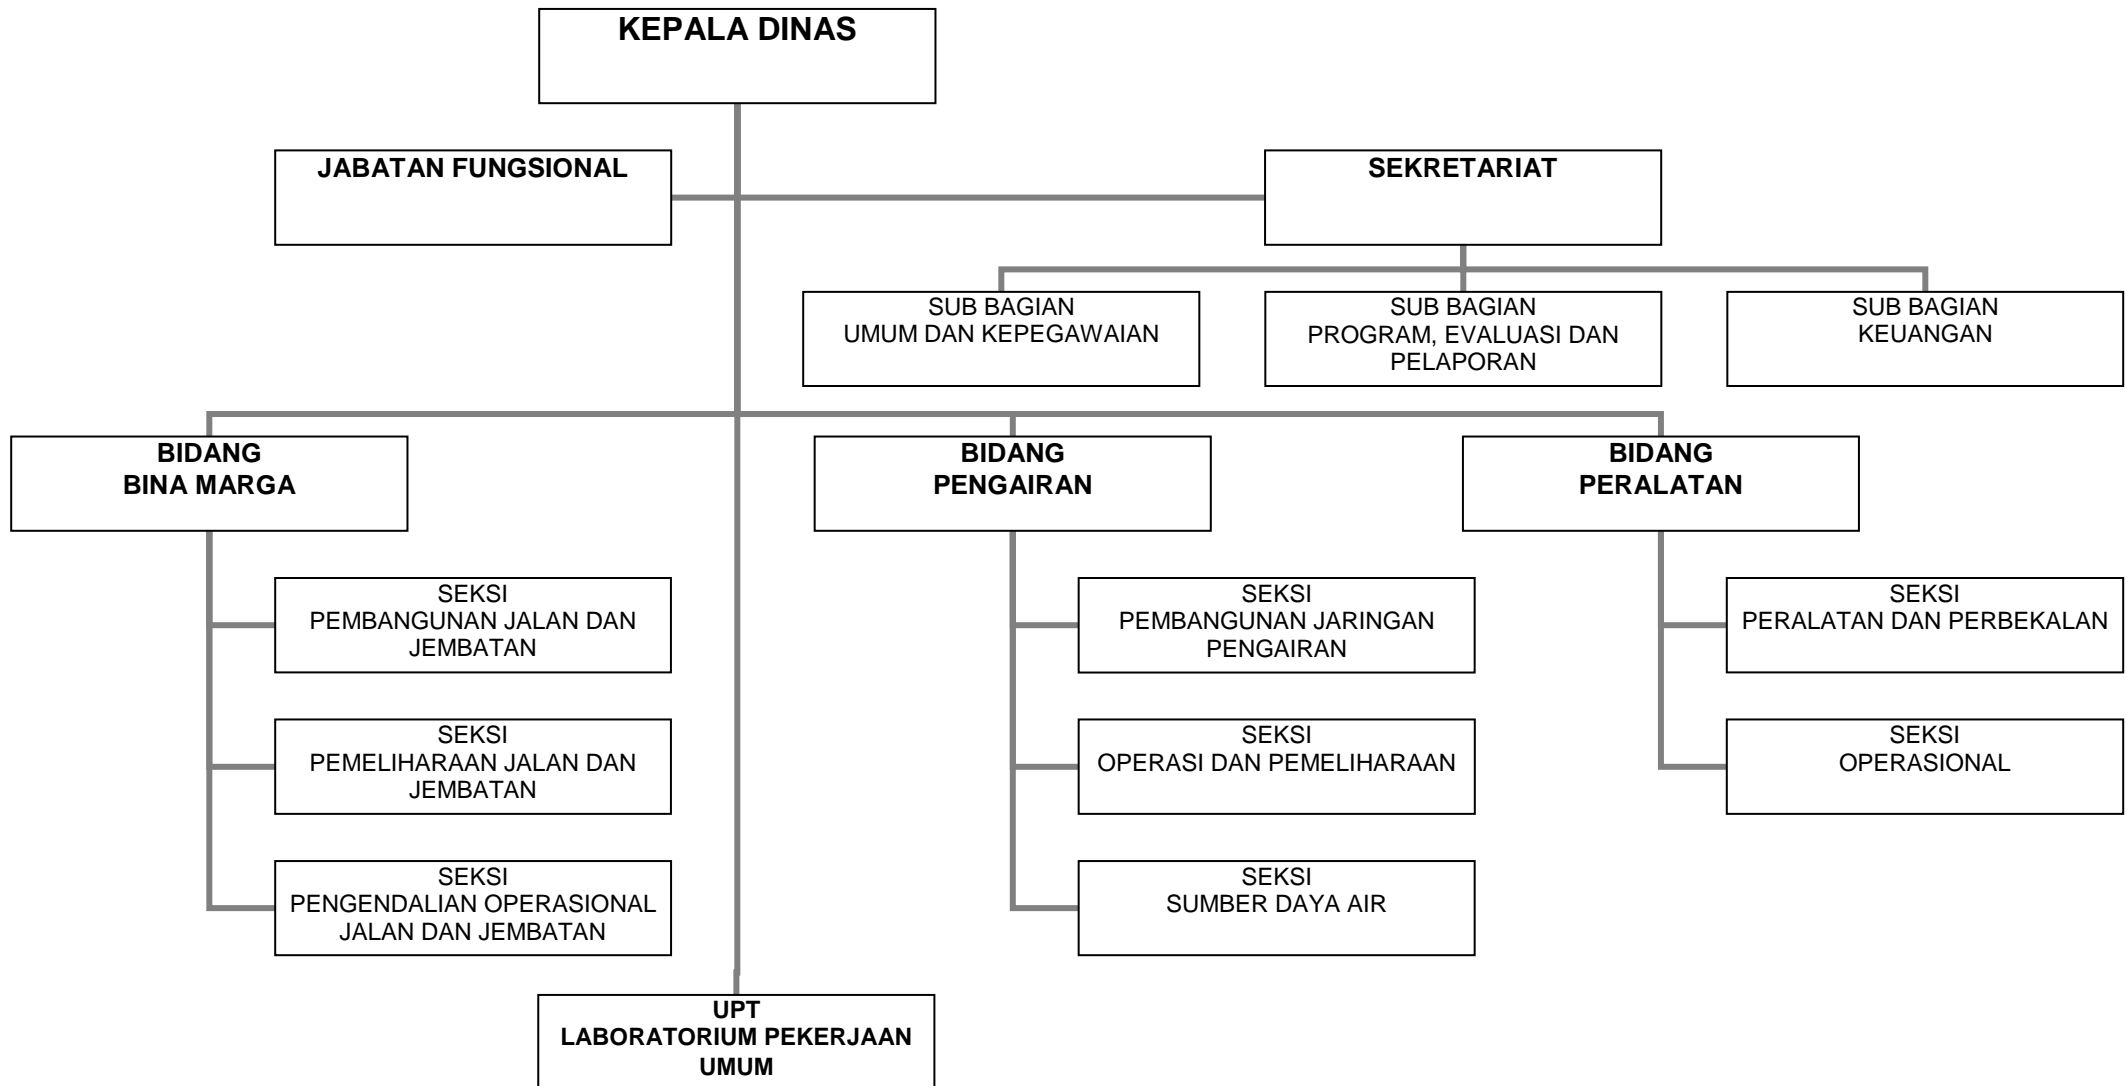 KEPALA DINAS
JABATAN FUNGSIONAL
SEKRETARIAT
SUB BAGIAN
UMUM DAN KEPEGAWAIAN
SUB BAGIAN
PROGRAM, EVALUASI DAN
PELAPORAN
SUB BAGIAN
KEUANGAN
BIDANG
BINA MARGA
BIDANG
PENGAIRAN
BIDANG
PERALATAN
SEKSI
PEMBANGUNAN JALAN DAN
JEMBATAN
SEKSI
PEMBANGUNAN JARINGAN
PENGAIRAN
SEKSI
PERALATAN DAN PERBEKALAN
SEKSI
PEMELIHARAAN JALAN DAN
JEMBATAN
SEKSI
OPERASI DAN PEMELIHARAAN
SEKSI
OPERASIONAL
SEKSI
PENGENDALIAN OPERASIONAL
JALAN DAN JEMBATAN
SEKSI
SUMBER DAYA AIR
UPT
LABORATORIUM PEKERJAAN
UMUM